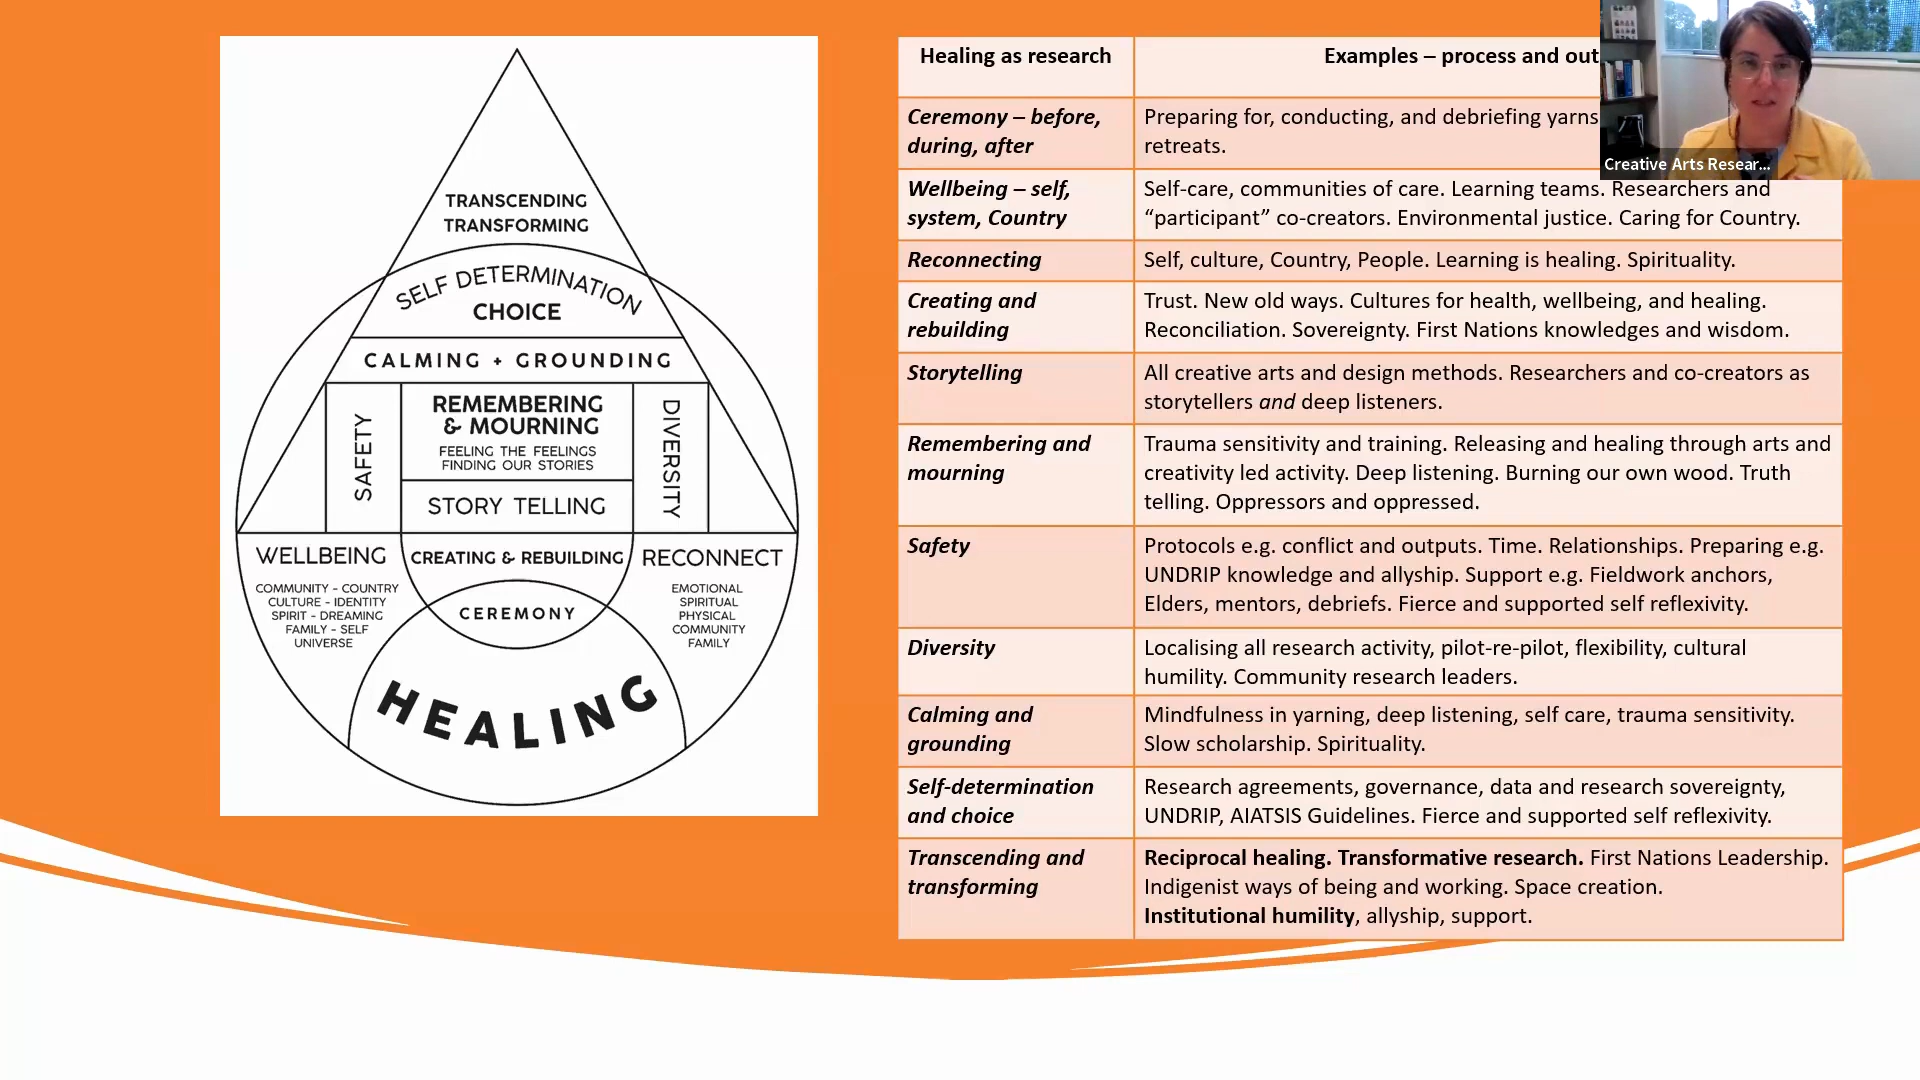 TRANSCENDING
TRANSFORMING
SELF DETERMINATION
CHOICE
CALMING + GROUNDING
SAFETY
REMEMBERING
& MOURNING
FEELING THE FEELINGS
FINDING OUR STORIES
STORY TELLING
DIVERSITY
WELLBEING
COMMUNITY - COUNTRY
CULTURE - IDENTITY
SPIRIT - DREAMING
FAMILY - SELF
UNIVERSE
CREATING & REBUILDING
CEREMONY
RECONNECT
EMOTIONAL
SPIRITUAL
PHYSICAL
COMMUNITY
FAMILY
HEALING
Healing as research
Examples – process and out
Ceremony – before,
during, after
Preparing for, conducting, and debriefing yarns
retreats.
Wellbeing – self,
system, Country
Self-care, communities of care. Learning teams. Researchers and
“participant” co-creators. Environmental justice. Caring for Country.
Reconnecting
Self, culture, Country, People. Learning is healing. Spirituality.
Creating and
rebuilding
Trust. New old ways. Cultures for health, wellbeing, and healing.
Reconciliation. Sovereignty. First Nations knowledges and wisdom.
Storytelling
All creative arts and design methods. Researchers and co-creators as
storytellers and deep listeners.
Remembering and
mourning
Trauma sensitivity and training. Releasing and healing through arts and
creativity led activity. Deep listening. Burning our own wood. Truth
telling. Oppressors and oppressed.
Safety
Protocols e.g. conflict and outputs. Time. Relationships. Preparing e.g.
UNDRIP knowledge and allyship. Support e.g. Fieldwork anchors,
Elders, mentors, debriefs. Fierce and supported self reflexivity.
Diversity
Localising all research activity, pilot-re-pilot, flexibility, cultural
humility. Community research leaders.
Calming and
grounding
Mindfulness in yarning, deep listening, self care, trauma sensitivity.
Slow scholarship. Spirituality.
Self-determination
and choice
Research agreements, governance, data and research sovereignty,
UNDRIP, AIATSIS Guidelines. Fierce and supported self reflexivity.
Transcending and
transforming
Reciprocal healing. Transformative research. First Nations Leadership.
Indigenist ways of being and working. Space creation.
Institutional humility, allyship, support.
Creative Arts Resear...